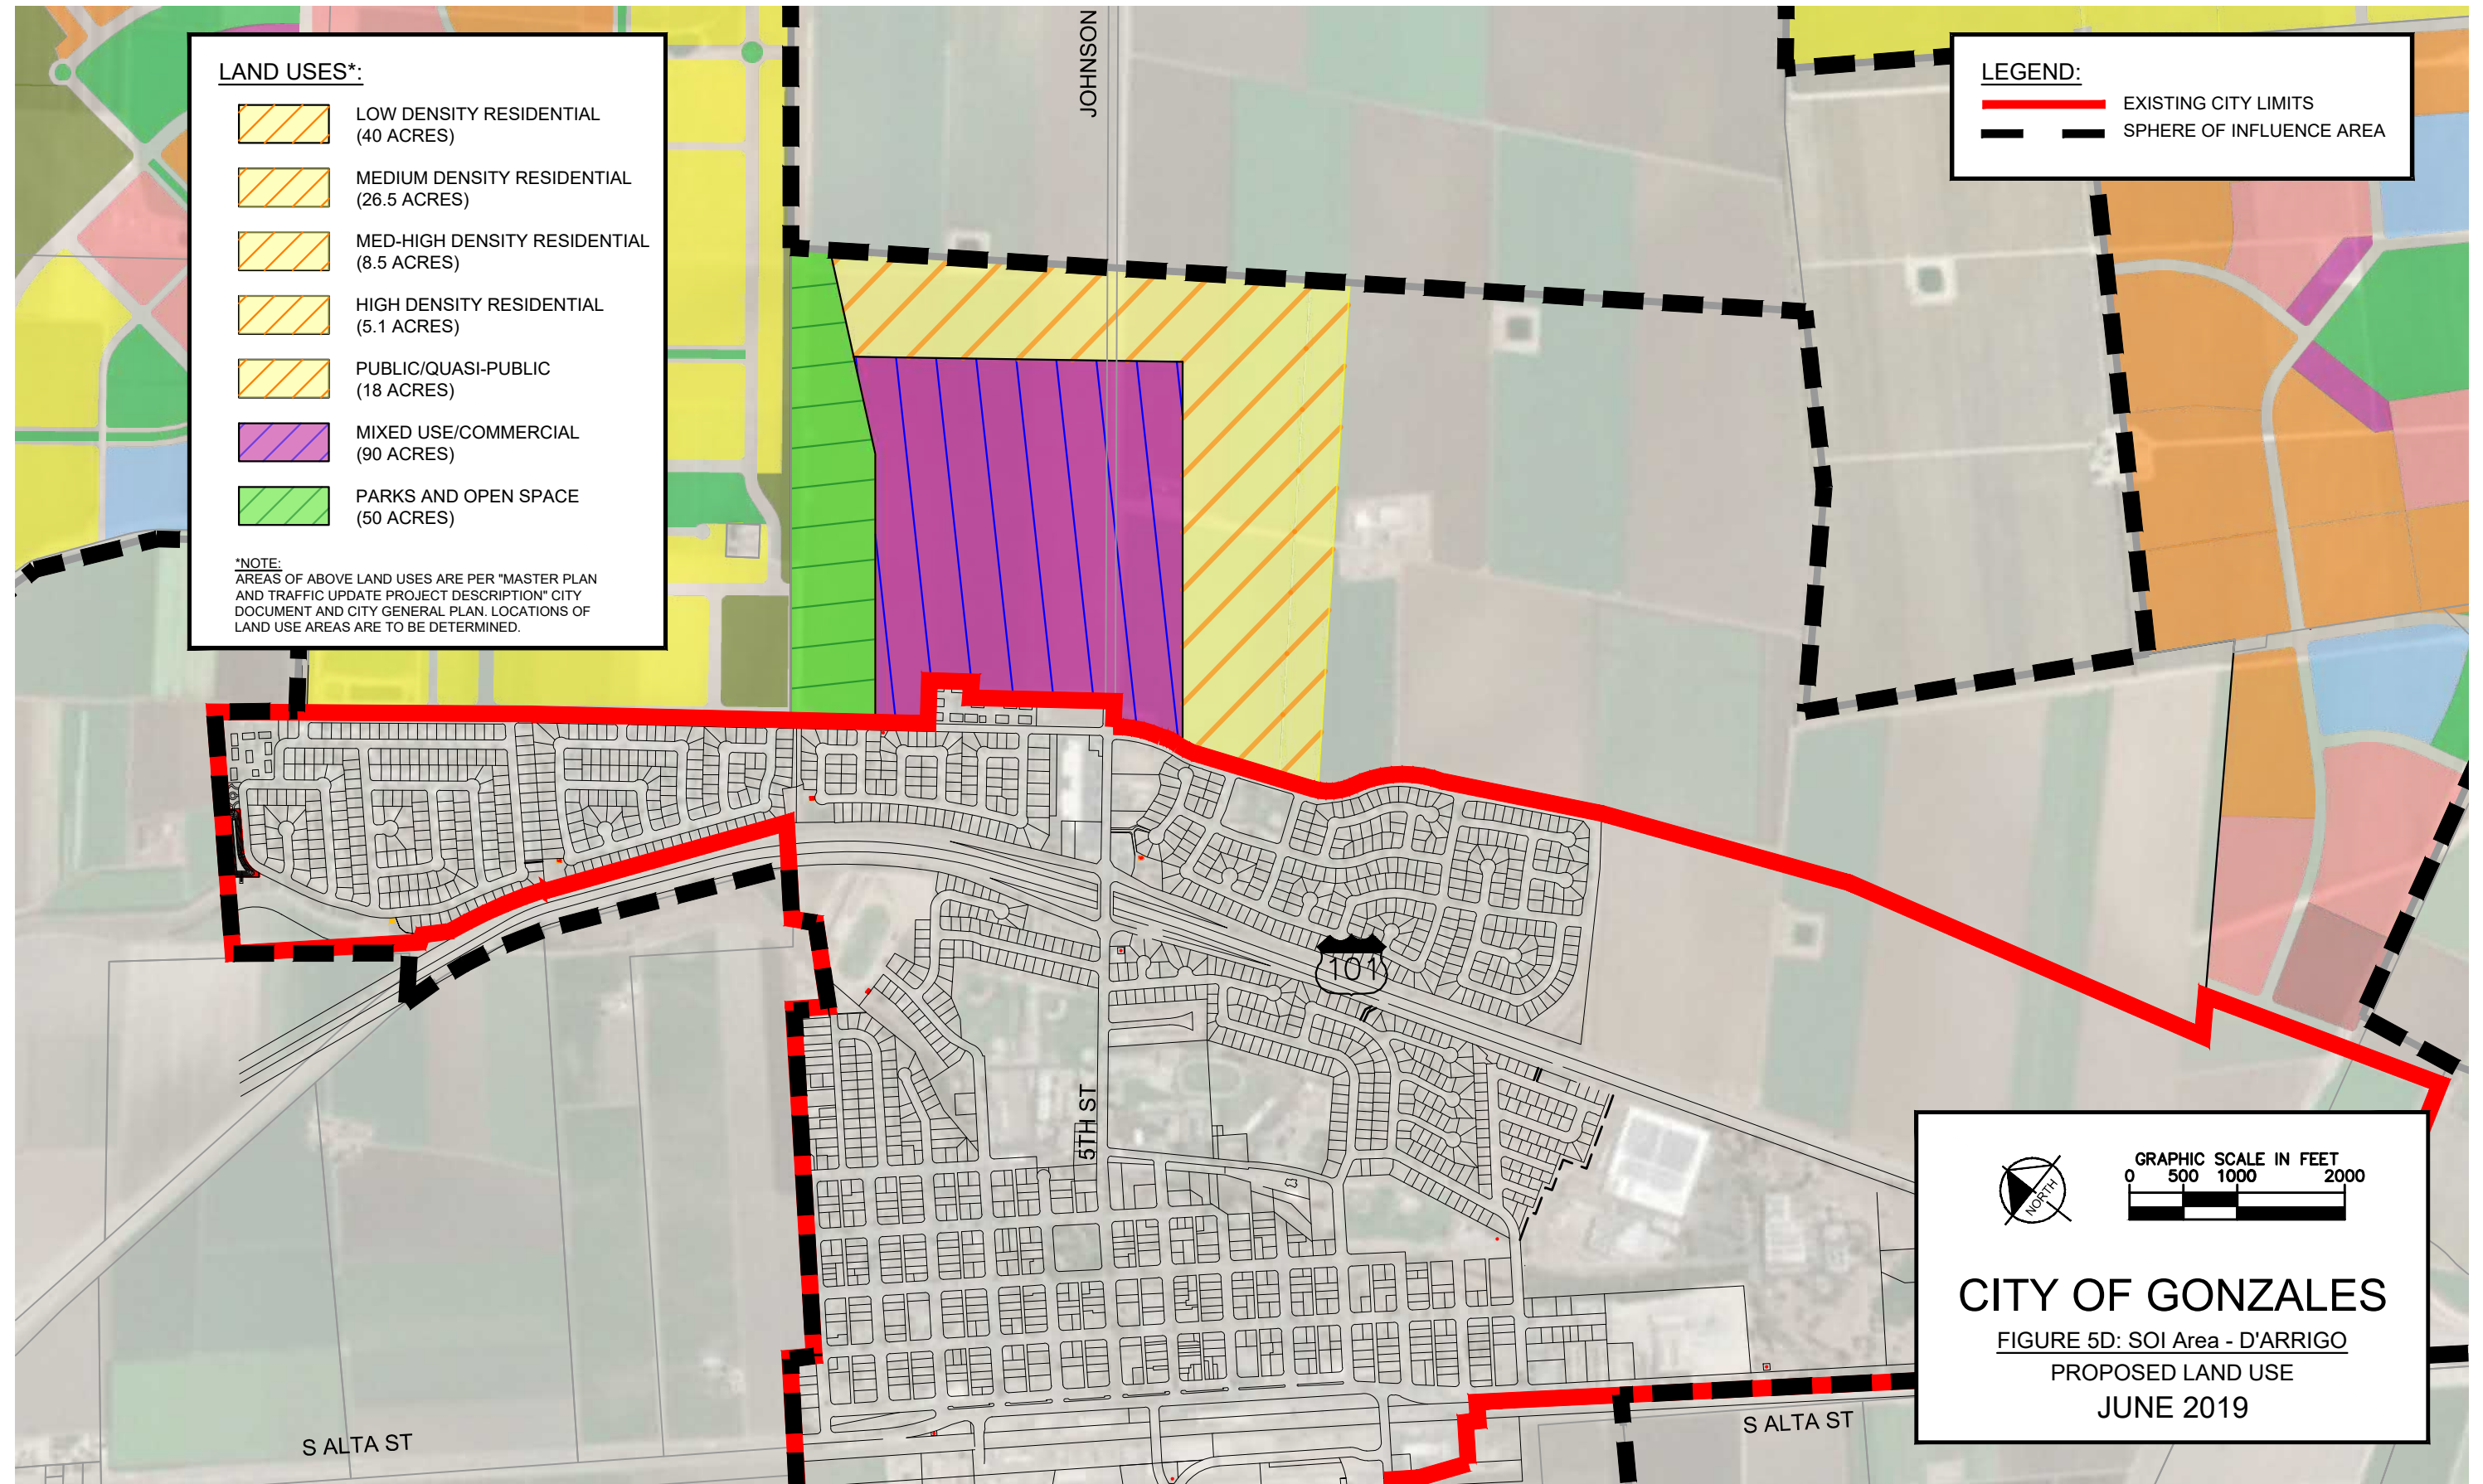 LAND USES*:
LOW DENSITY RESIDENTIAL
(40 ACRES)
MEDIUM DENSITY RESIDENTIAL
(26.5 ACRES)
MED-HIGH DENSITY RESIDENTIAL
(8.5 ACRES)
HIGH DENSITY RESIDENTIAL
(5.1 ACRES)
PUBLIC/QUASI-PUBLIC
(18 ACRES)
MIXED USE/COMMERCIAL
(90 ACRES)
PARKS AND OPEN SPACE
(50 ACRES)
*NOTE:
AREAS OF ABOVE LAND USES ARE PER "MASTER PLAN
AND TRAFFIC UPDATE PROJECT DESCRIPTION" CITY
DOCUMENT AND CITY GENERAL PLAN. LOCATIONS OF
LAND USE AREAS ARE TO BE DETERMINED.
JOHNSON
LEGEND:
EXISTING CITY LIMITS
SPHERE OF INFLUENCE AREA
101
5TH ST
S ALTA ST
S ALTA ST
NORTH
GRAPHIC SCALE IN FEET
0 500 1000 2000
CITY OF GONZALES
FIGURE 5D: SOI Area - D'ARRIGO
PROPOSED LAND USE
JUNE 2019